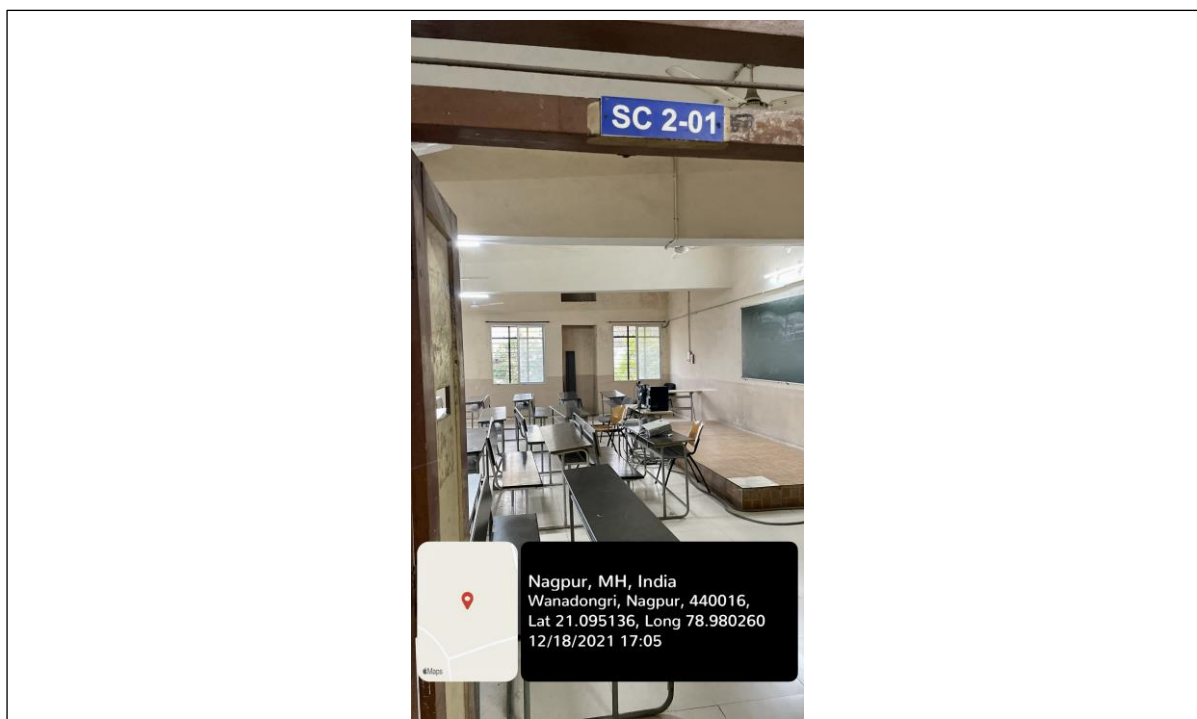 SC 2-01
Nagpur, MH, India
Wanadongri, Nagpur, 440016,
Lat 21.095136, Long 78.980260
12/18/2021 17:05
Maps